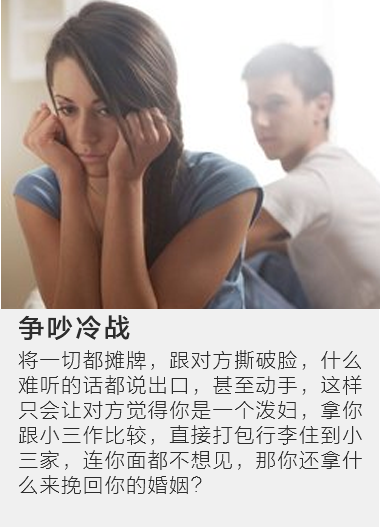 争吵冷战
将一切都摊牌，跟对方撕破脸，什么
难听的话都说出口，甚至动手，这样
只会让对方觉得你是一个泼妇，拿你
跟小三作比较，直接打包行李住到小
三家，连你面都不想见，那你还拿什
么来挽回你的婚姻？